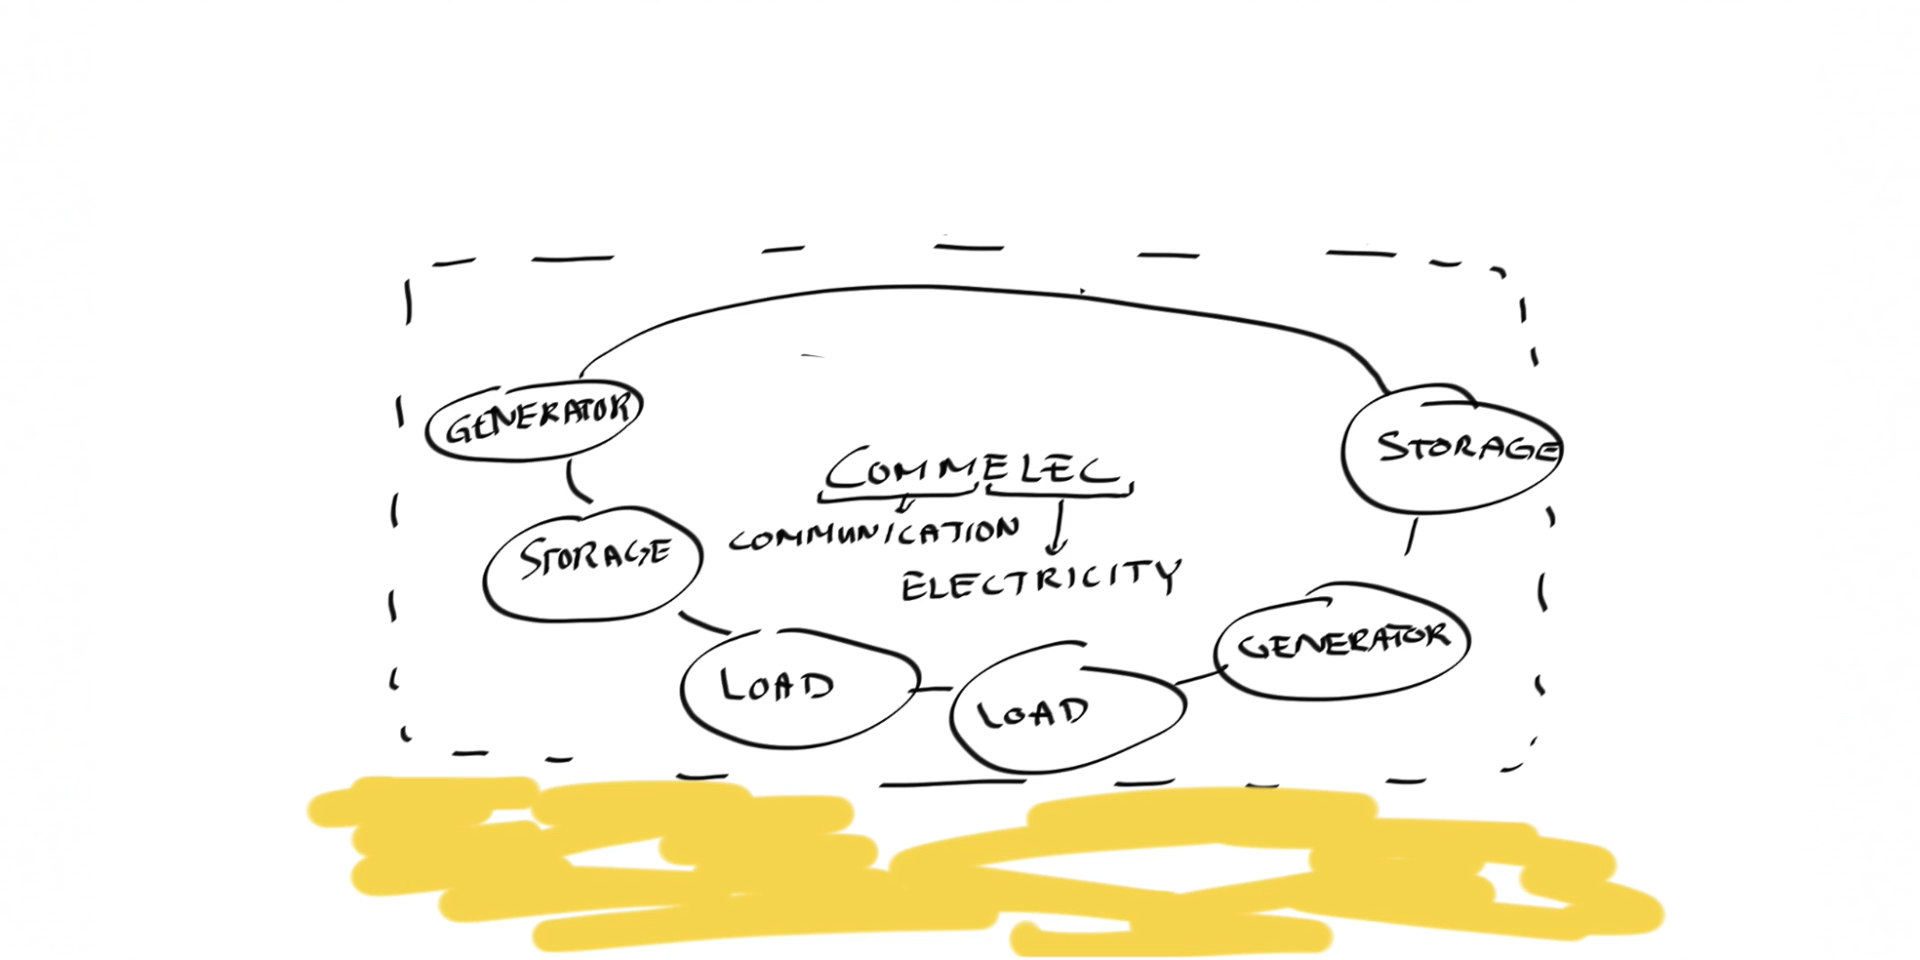 GENERATOR
STORAGE
COMMELEC
COMMUNICATION
STORAGE
ELECTRICITY
GENERATOR
LOAD
LOAD